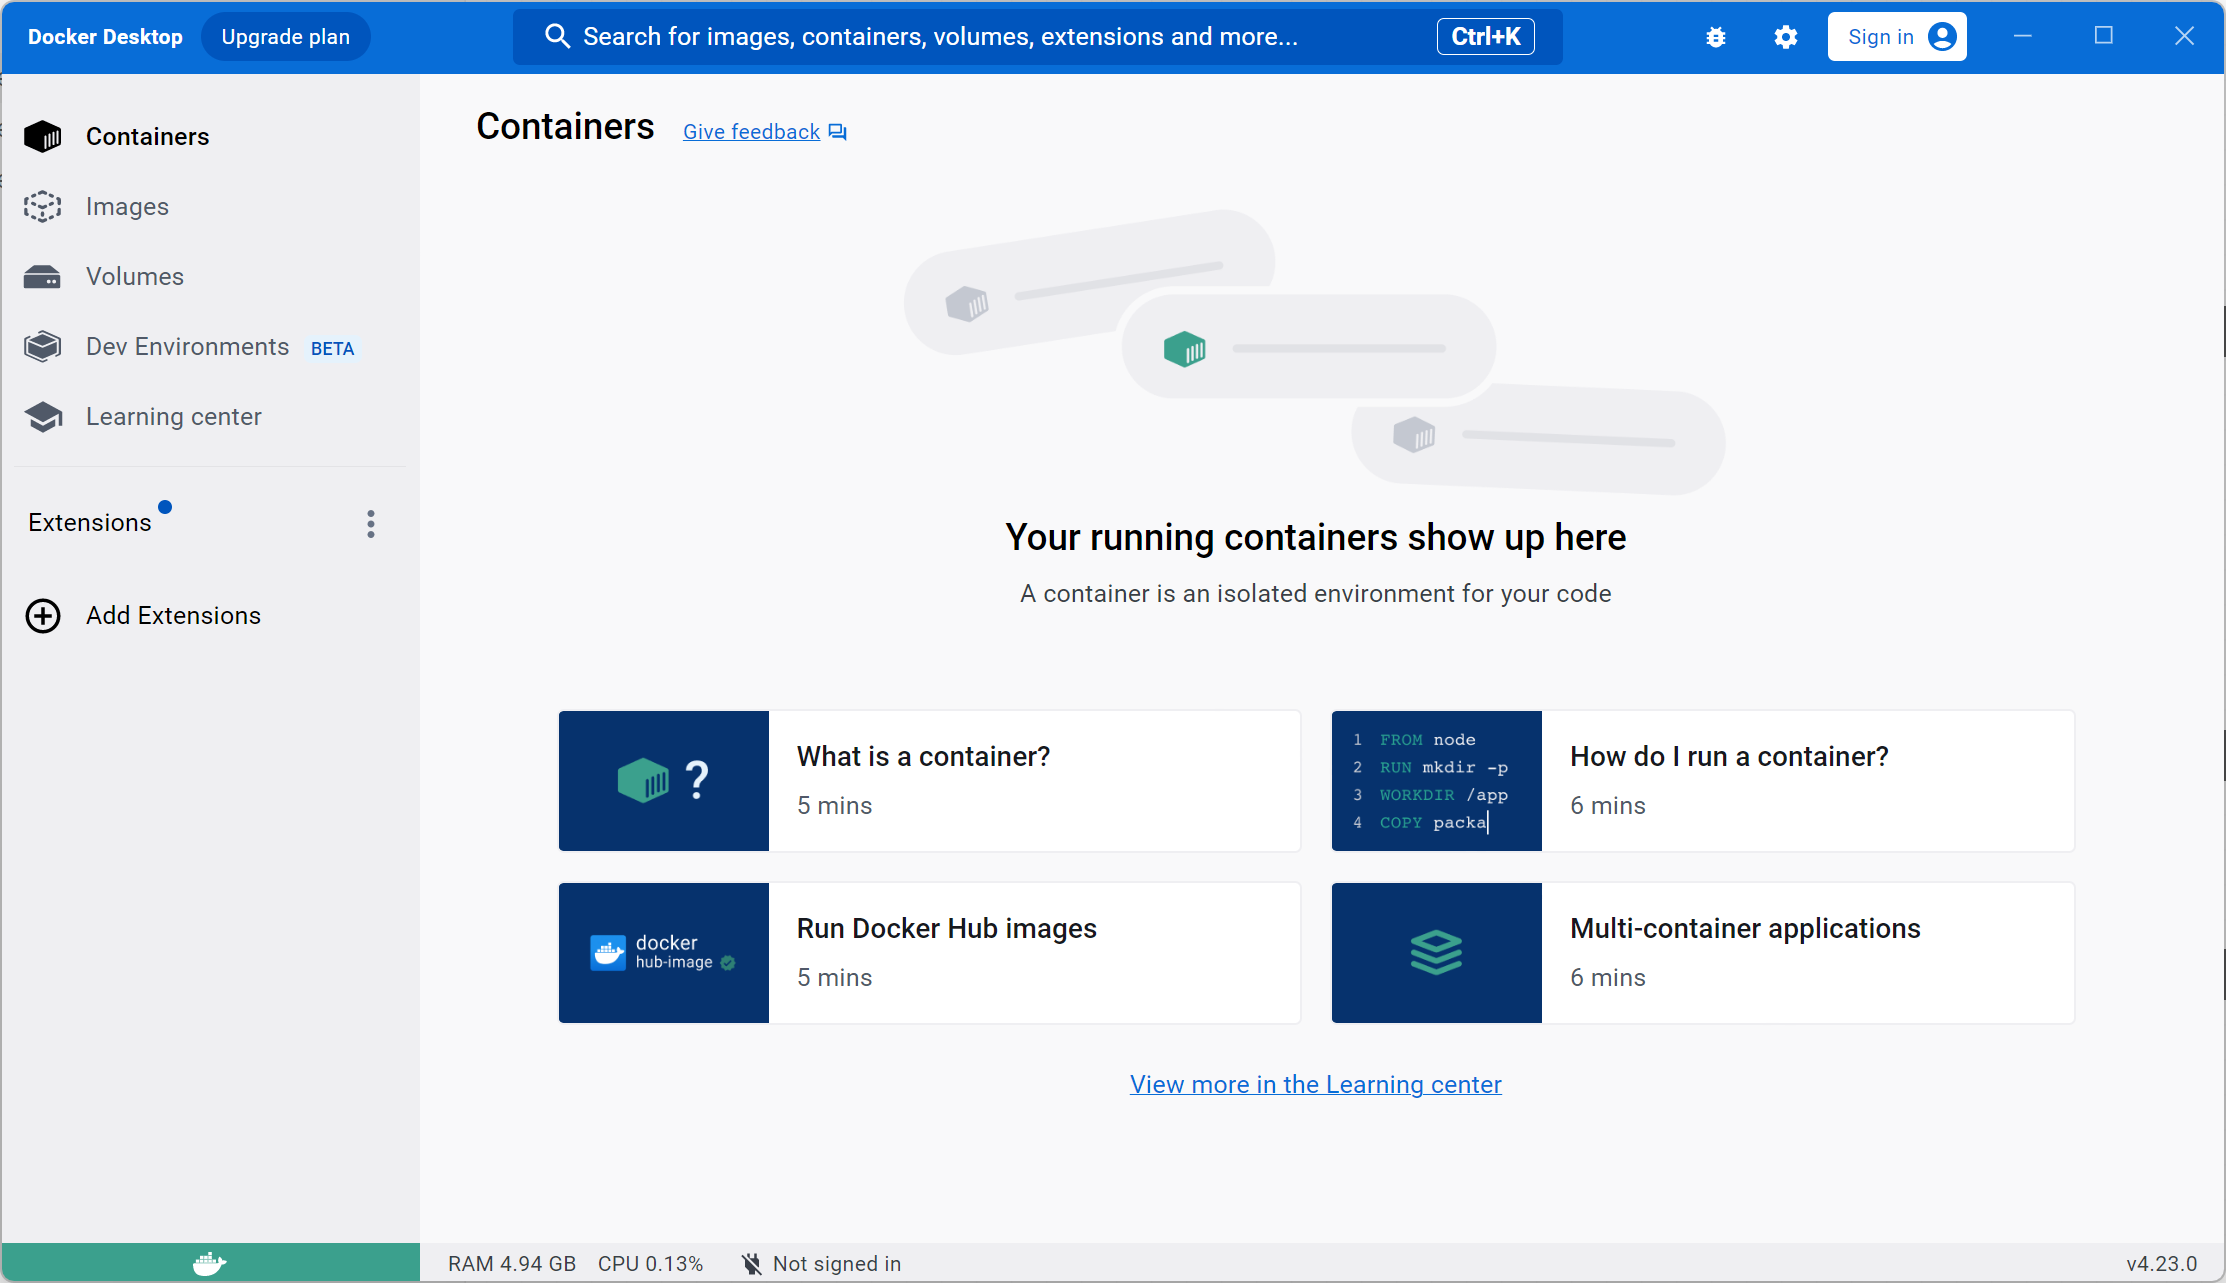 Docker Desktop
Upgrade plan
Search for images, containers, volumes, extensions and more...
Ctrl+K
Sign in
Containers
Images
Volumes
Dev Environments BETA
Learning center
Extensions
Add Extensions
Containers
Give feedback
Your running containers show up here
A container is an isolated environment for your code
?
What is a container?
5 mins
1 FROM node
2 RUN mkdir -p
3 WORKDIR /app
4 COPY packa
How do I run a container?
6 mins
docker
hub-image
Run Docker Hub images
5 mins
Multi-container applications
6 mins
View more in the Learning center
RAM 4.94 GB CPU 0.13% Not signed in
v4.23.0